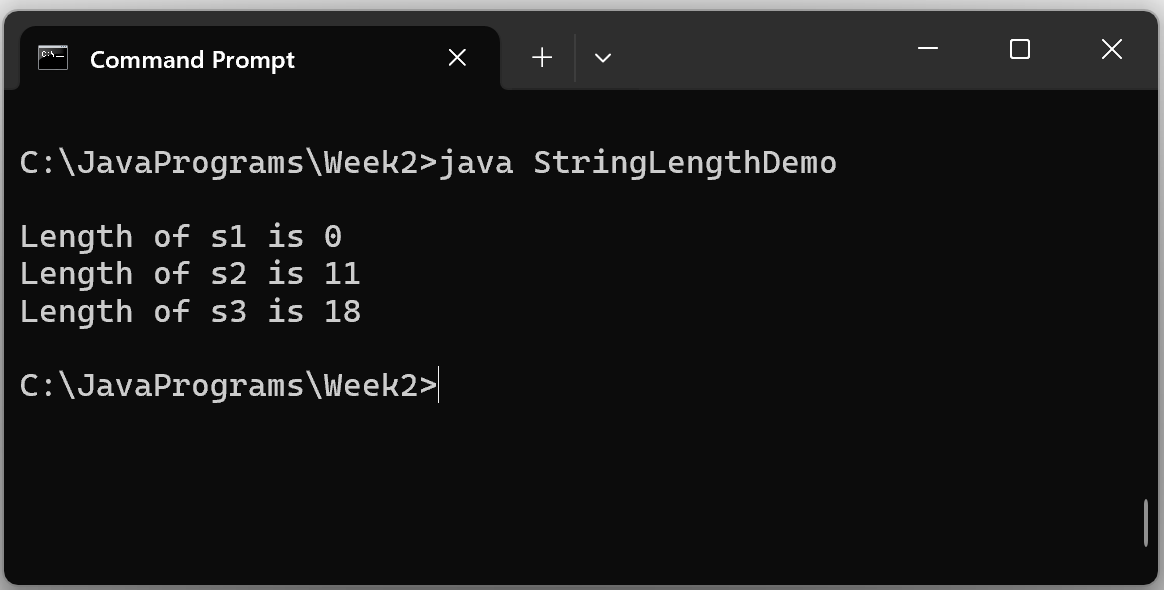 Command Prompt
C:\JavaPrograms\Week2>java StringLengthDemo
Length of s1 is 0
Length of s2 is 11
Length of s3 is 18
C:\JavaPrograms\Week2>